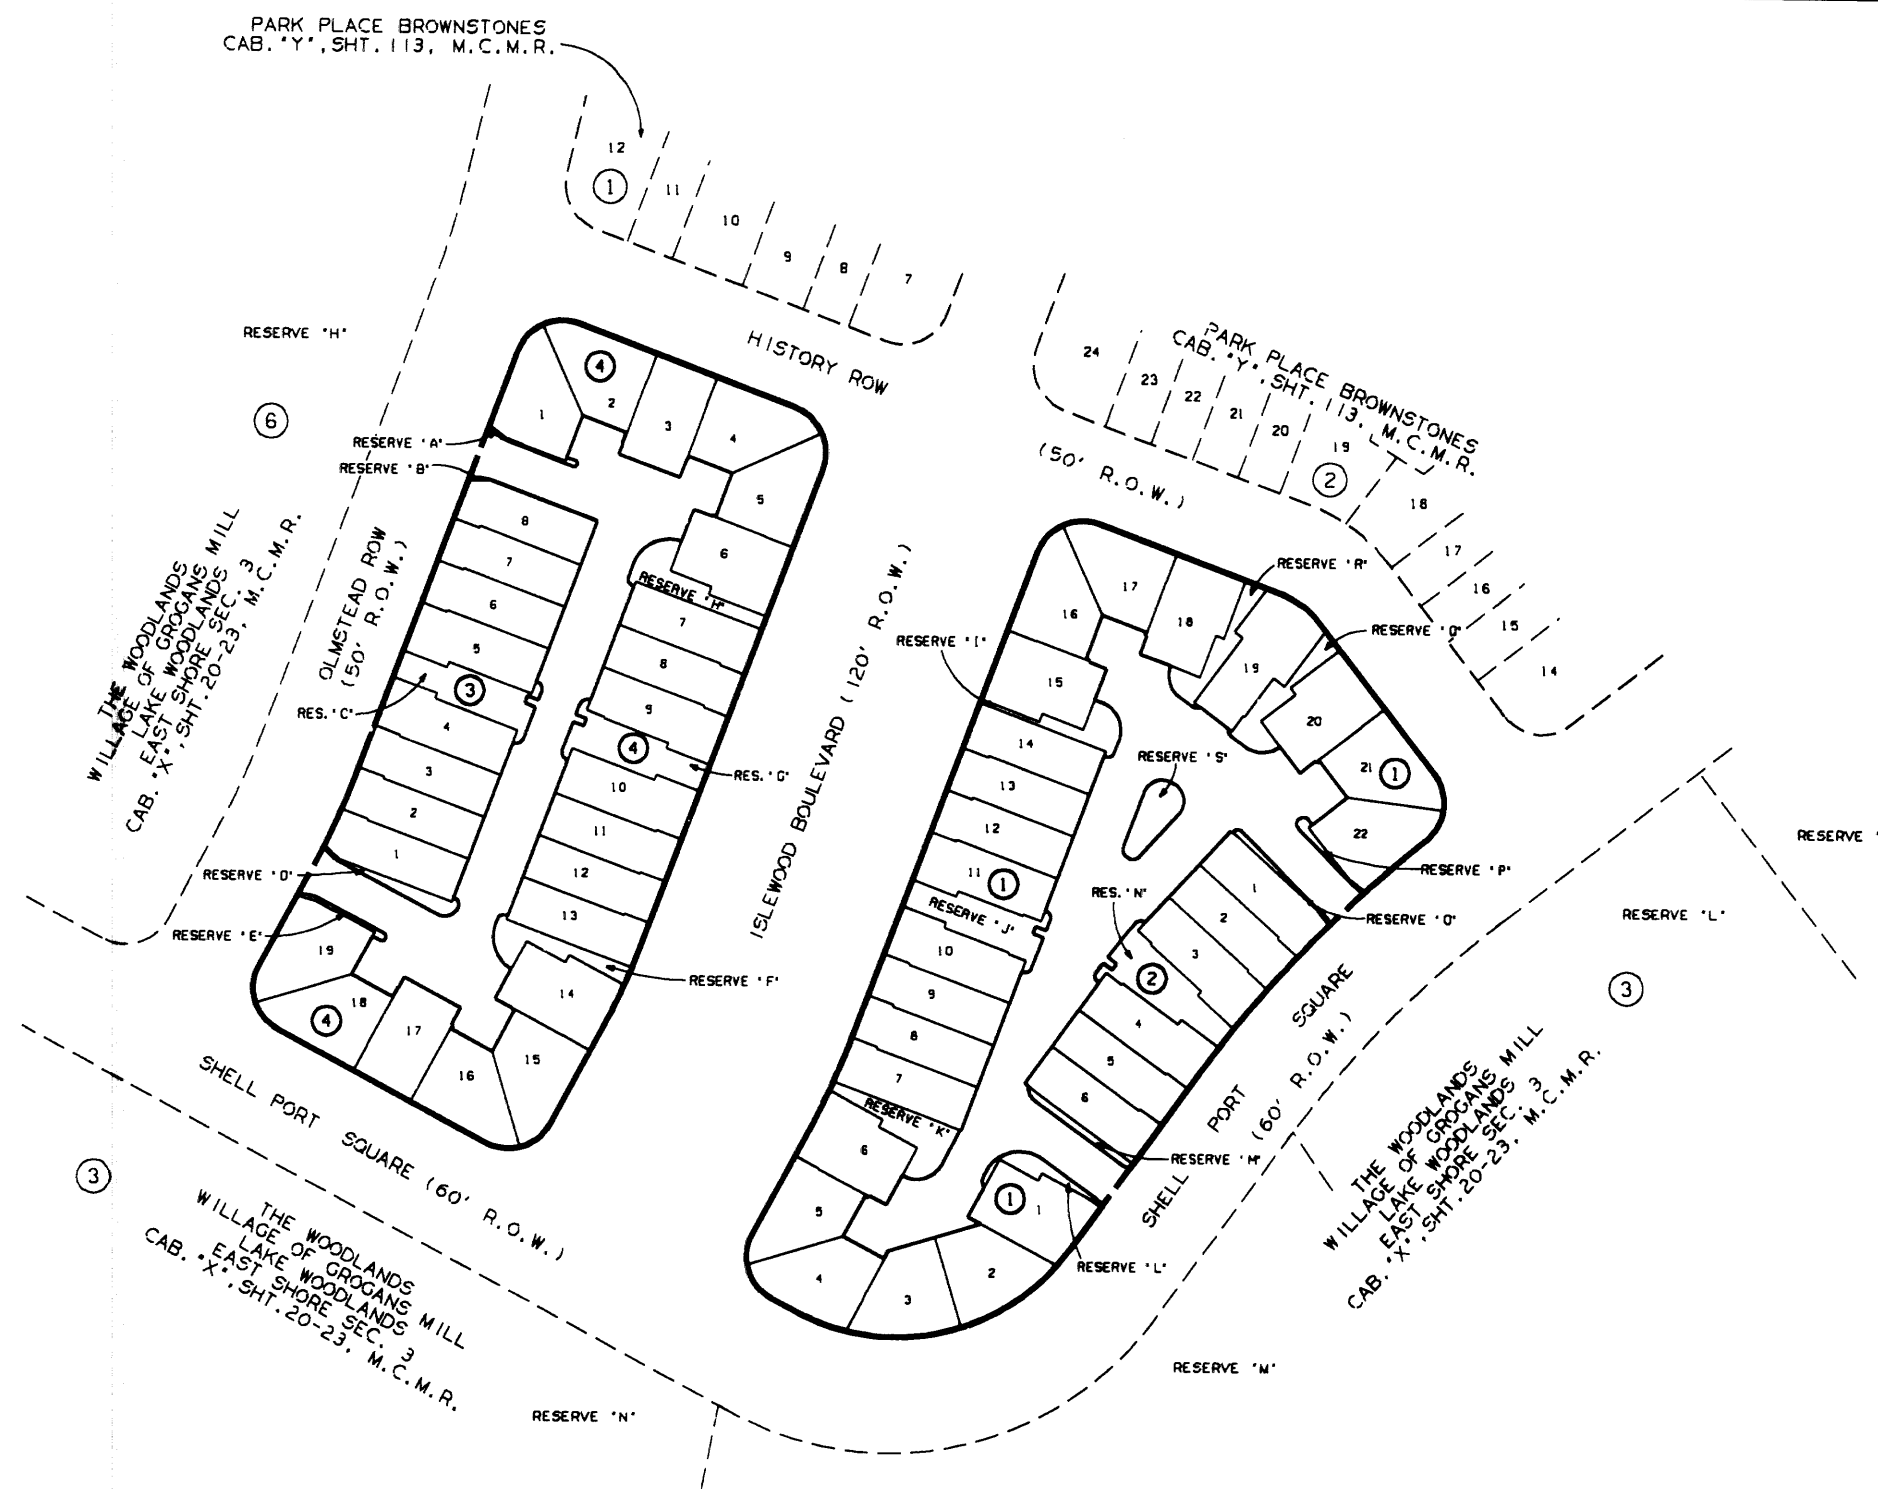 PARK PLACE BROWNSTONES
CAB. "Y", SHT. 113, M.C.M.R.
12
1
11
10
9
8
7
HISTORY ROW
(50' R.O.W.)
PARK PLACE BROWNSTONES
CAB. "Y", SHT. 113, M.C.M.R.
24
23
22
21
20
19
2
18
17
16
15
14
RESERVE "H"
6
THE WOODLANDS
VILLAGE OF GROGANS MILL
LAKE WOODLANDS
EAST SHORE SEC. 3
CAB. "X", SHT. 20-23, M.C.M.R.
OLMSTEAD ROW
(50' R.O.W.)
RESERVE "A"
RESERVE "B"
RES. "C"
RESERVE "D"
RESERVE "E"
4
1
2
3
4
5
6
RESERVE "H"
7
8
9
4
RES. "G"
10
11
12
13
RESERVE "F"
14
15
16
17
18
19
4
8
7
6
5
3
4
3
2
1
ISLEWOOD BOULEVARD (120' R.O.W.)
RESERVE "I"
RESERVE "R"
RESERVE "Q"
RESERVE "S"
17
18
16
15
19
20
21
1
22
14
13
12
11
1
RESERVE "J"
10
9
8
7
RESERVE "K"
6
5
4
3
2
1
1
RESERVE "L"
RES. "N"
1
2
3
2
4
5
6
RESERVE "M"
RESERVE "P"
RESERVE "O"
SHELL PORT SQUARE
(60' R.O.W.)
RESERVE "L"
3
RESERVE "
THE WOODLANDS
VILLAGE OF GROGANS MILL
LAKE WOODLANDS
EAST SHORE SEC. 3
CAB. "X", SHT. 20-23, M.C.M.R.
SHELL PORT SQUARE (60' R.O.W.)
3
THE WOODLANDS
VILLAGE OF GROGANS MILL
LAKE WOODLANDS
EAST SHORE SEC. 3
CAB. "X", SHT. 20-23, M.C.M.R.
RESERVE "N"
RESERVE "M"